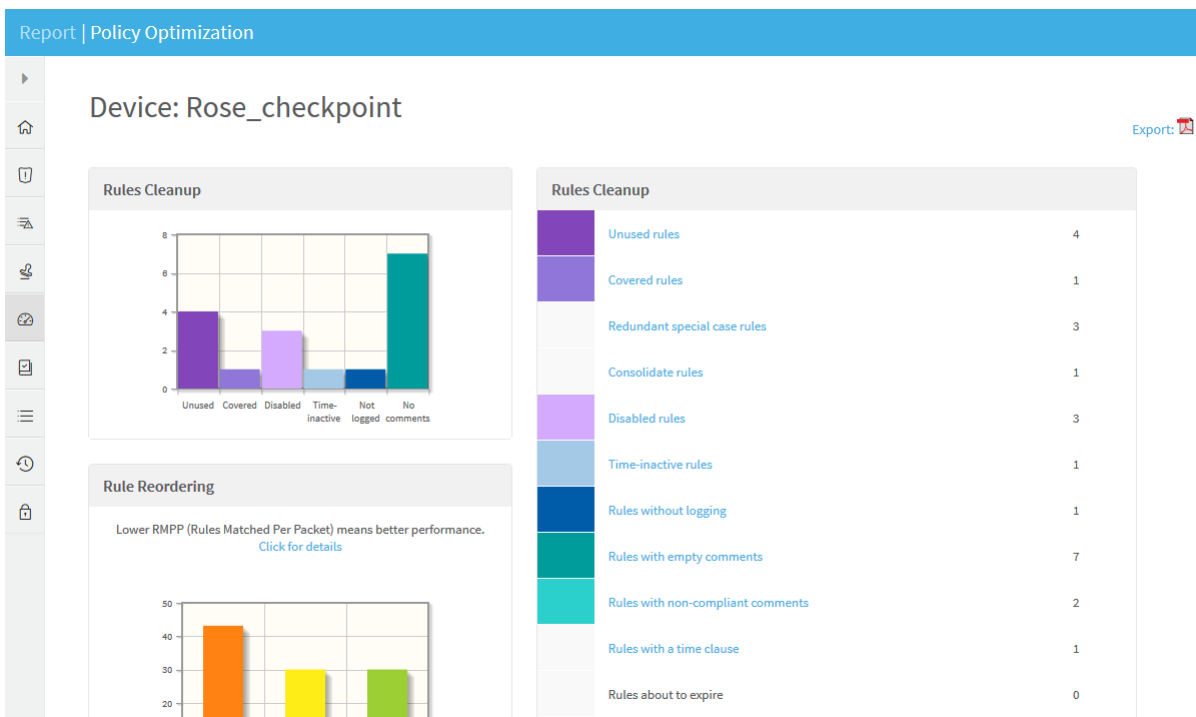 Report | Policy Optimization
Device: Rose_checkpoint
Export:
Rules Cleanup
8
6
4
2
0
Unused Covered Disabled Time-inactive Not logged No comments
Rule Reordering
Lower RMPP (Rules Matched Per Packet) means better performance.
Click for details
50
40
30
20
Rules Cleanup
Unused rules 4
Covered rules 1
Redundant special case rules 3
Consolidate rules 1
Disabled rules 3
Time-inactive rules 1
Rules without logging 1
Rules with empty comments 7
Rules with non-compliant comments 2
Rules with a time clause 1
Rules about to expire 0